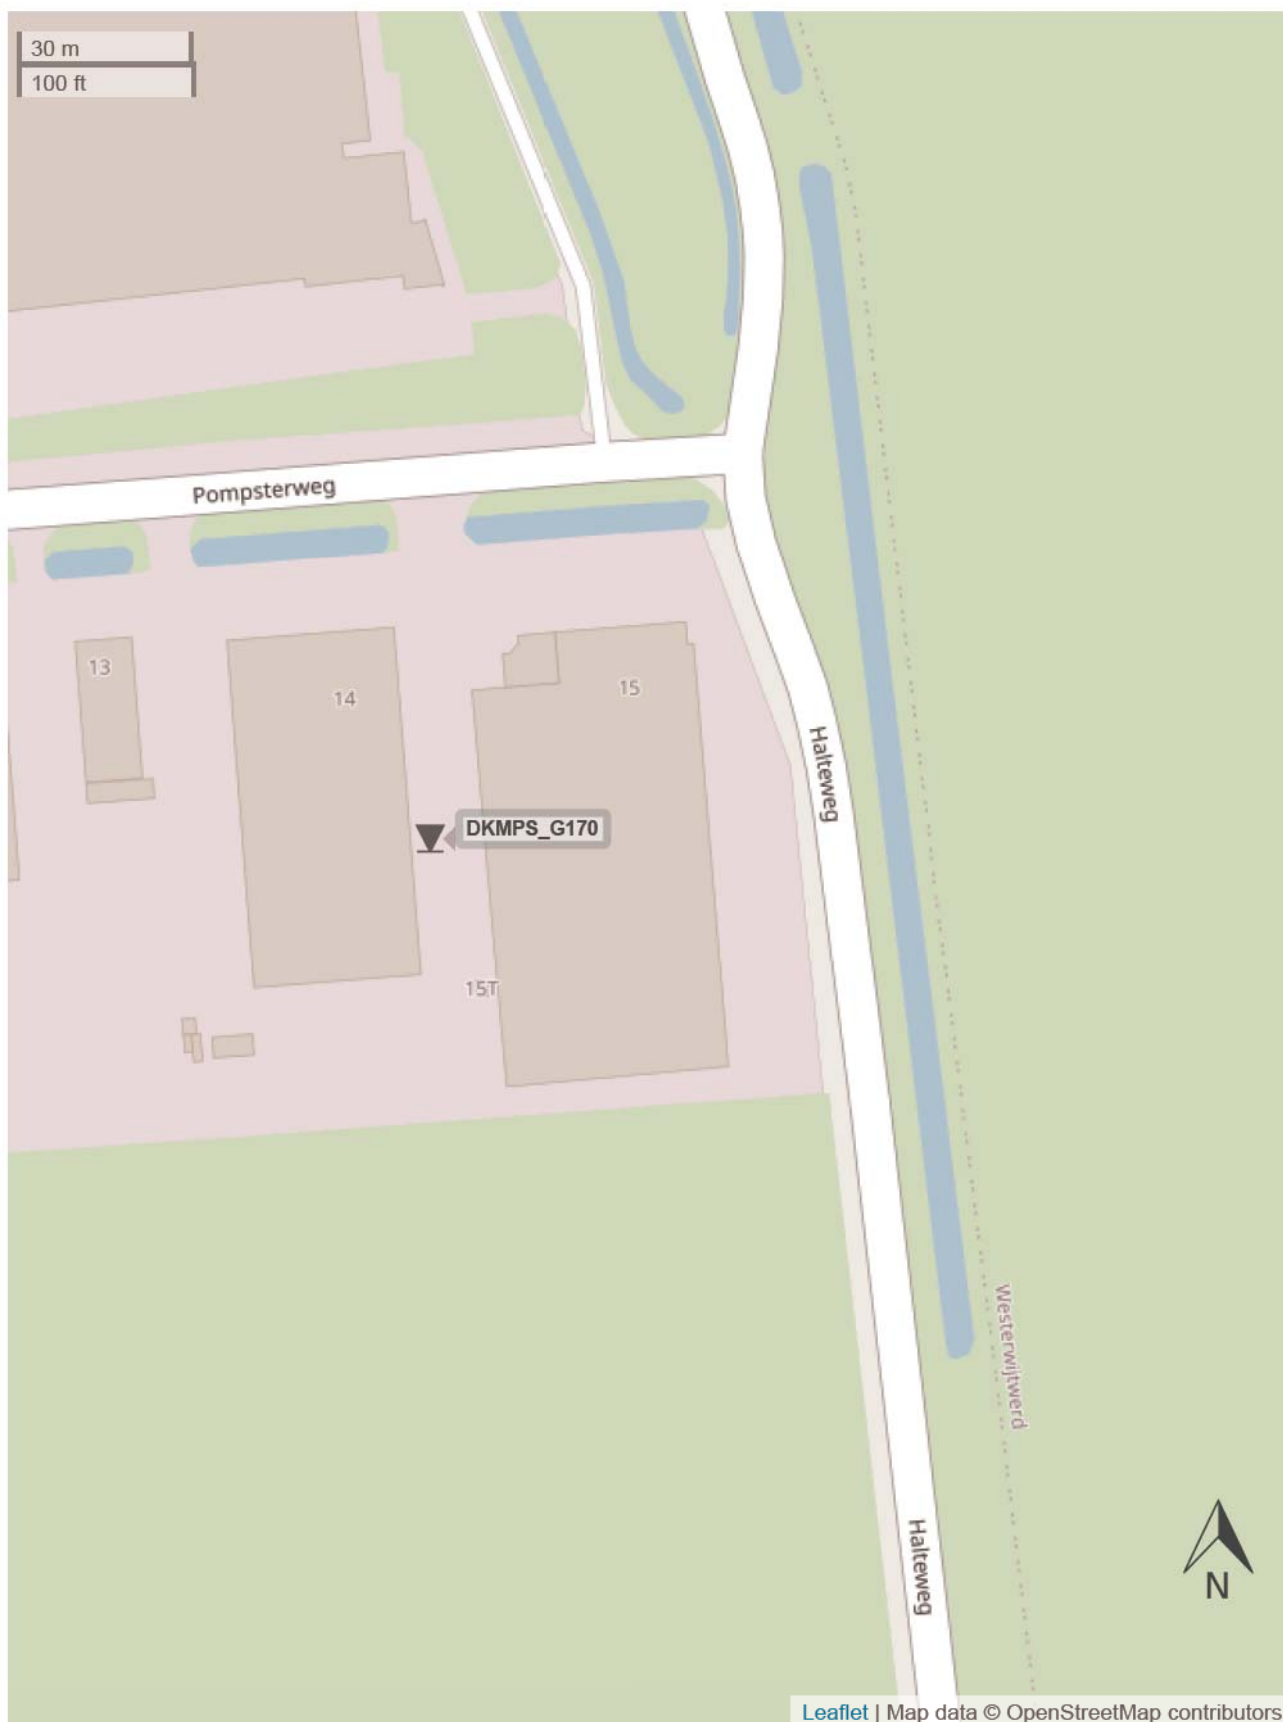 30 m
100 ft
Pompsterweg
13
14
15
Halteweg
DKMPS_G170
15T
Westerwijtwerd
Halteweg
N
Leaflet | Map data © OpenStreetMap contributors